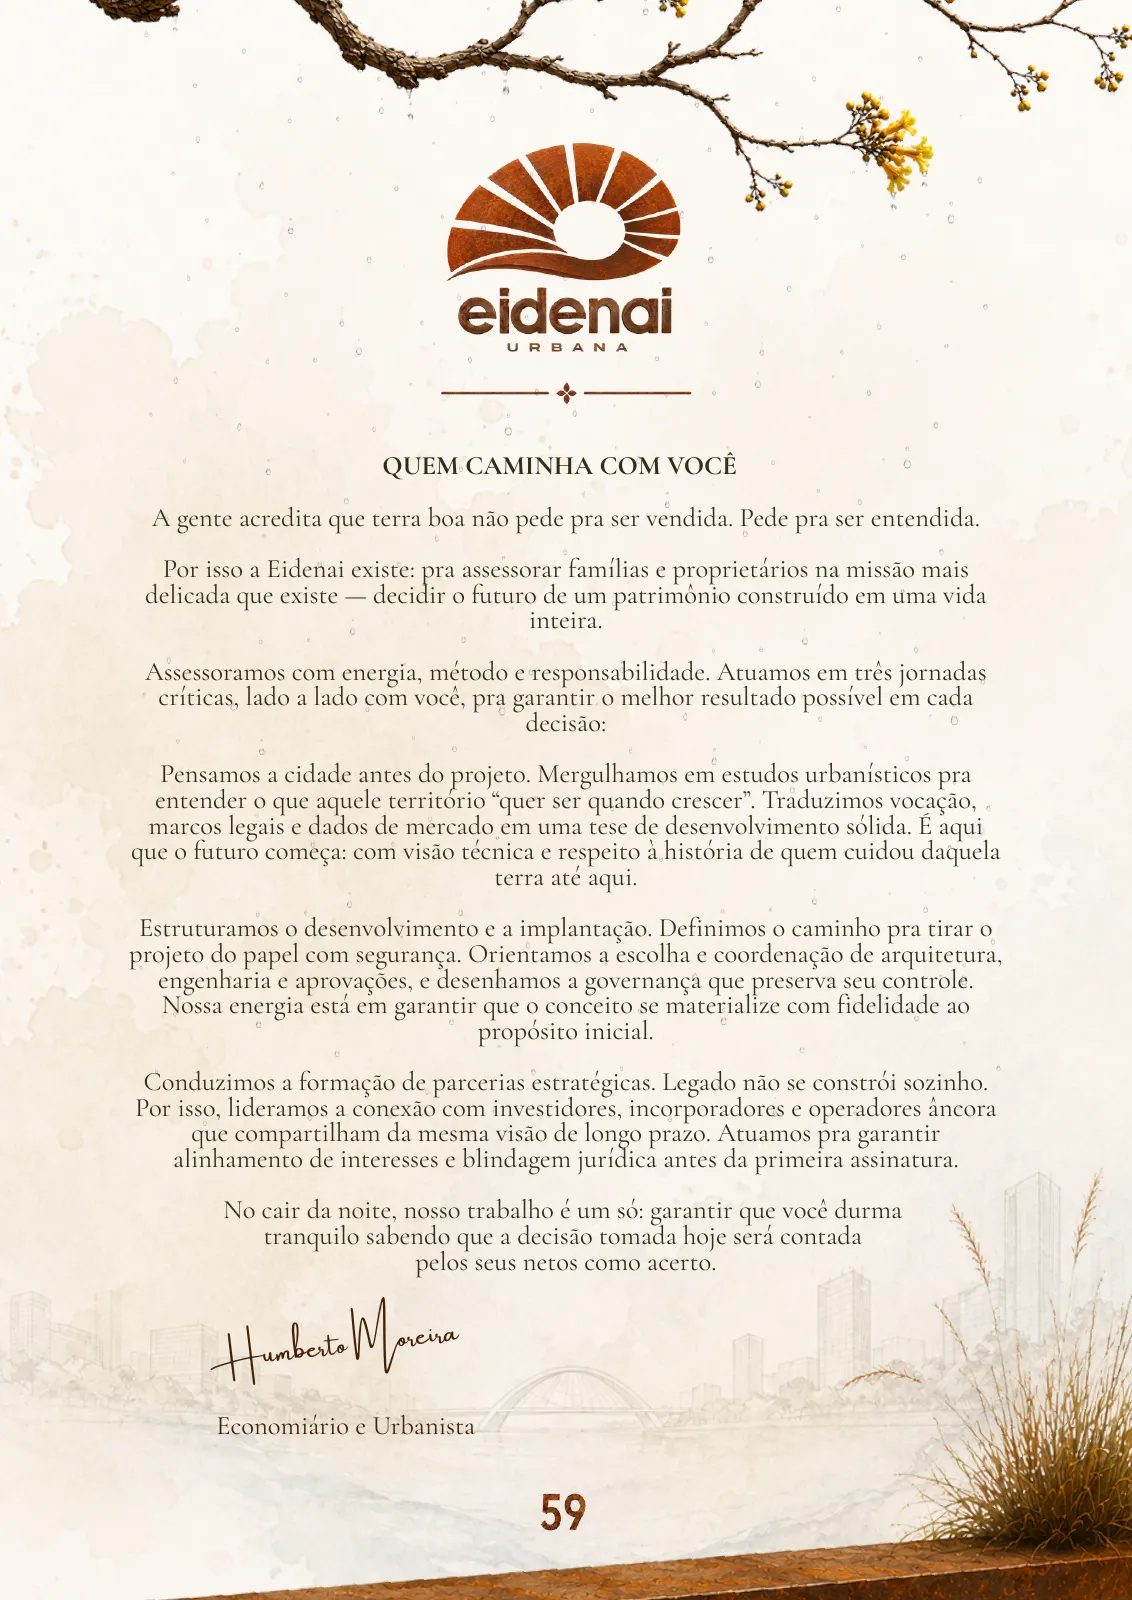 eidenai
URBANA
QUEM CAMINHA COM VOCÊ
A gente acredita que terra boa não pede pra ser vendida. Pede pra ser entendida.
Por isso a Eidenai existe: pra assessorar famílias e proprietários na missão mais
delicada que existe — decidir o futuro de um patrimônio construído em uma vida
inteira.
Assessoramos com energia, método e responsabilidade. Atuamos em três jornadas
críticas, lado a lado com você, pra garantir o melhor resultado possível em cada
decisão:
Pensamos a cidade antes do projeto. Mergulhamos em estudos urbanísticos pra
entender o que aquele território “quer ser quando crescer”. Traduzimos vocação,
marcos legais e dados de mercado em uma tese de desenvolvimento sólida. É aqui
que o futuro começa: com visão técnica e respeito à história de quem cuidou daquela
terra até aqui.
Estruturamos o desenvolvimento e a implantação. Definimos o caminho pra tirar o
projeto do papel com segurança. Orientamos a escolha e coordenação de arquitetura,
engenharia e aprovações, e desenhamos a governança que preserva seu controle.
Nossa energia está em garantir que o conceito se materialize com fidelidade ao
propósito inicial.
Conduzimos a formação de parcerias estratégicas. Legado não se constrói sozinho.
Por isso, lideramos a conexão com investidores, incorporadores e operadores âncora
que compartilham da mesma visão de longo prazo. Atuamos pra garantir
alinhamento de interesses e blindagem jurídica antes da primeira assinatura.
No cair da noite, nosso trabalho é um só: garantir que você durma
tranquilo sabendo que a decisão tomada hoje será contada
pelos seus netos como acerto.
Humberto Moreira
Economiário e Urbanista
59